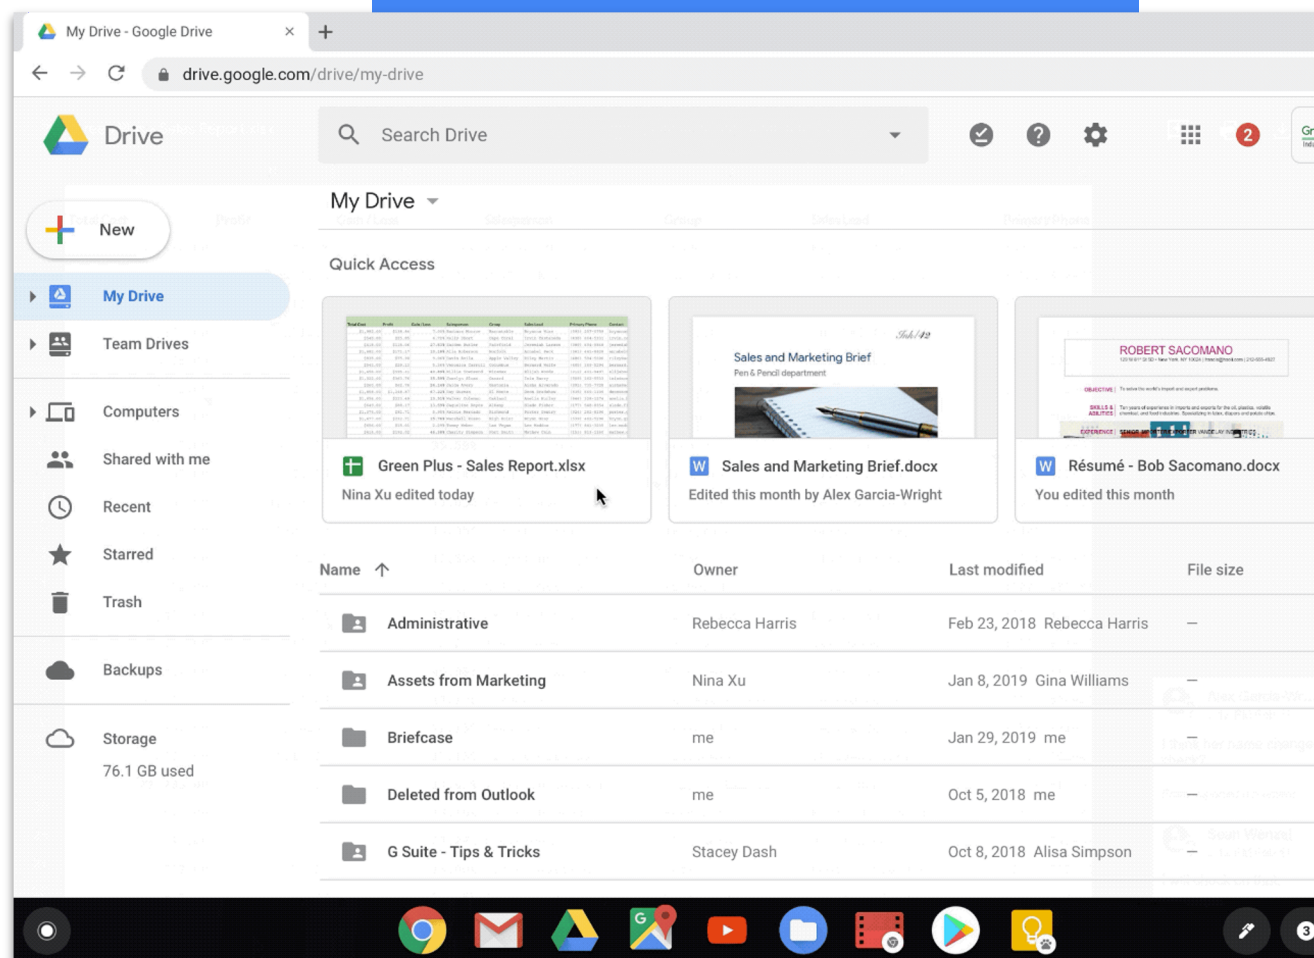 My Drive - Google Drive
drive.google.com/drive/my-drive
Drive
Search Drive
2
Gr
My Drive
New
Quick Access
My Drive
Team Drives
Computers
Shared with me
Recent
Starred
Trash
Backups
Storage
76.1 GB used
Sales and Marketing Brief
Pen & Pencil department
ROBERT SACOMANO
OBJECTIVE
SKILLS &
ABILITIES
EXPERIENCE
Green Plus - Sales Report.xlsx
Nina Xu edited today
W Sales and Marketing Brief.docx
Edited this month by Alex Garcia-Wright
W Résumé - Bob Sacomano.docx
You edited this month
Name Owner Last modified File size
Administrative Rebecca Harris Feb 23, 2018 Rebecca Harris —
Assets from Marketing Nina Xu Jan 8, 2019 Gina Williams —
Briefcase me Jan 29, 2019 me —
Deleted from Outlook me Oct 5, 2018 me —
G Suite - Tips & Tricks Stacey Dash Oct 8, 2018 Alisa Simpson —
G
3